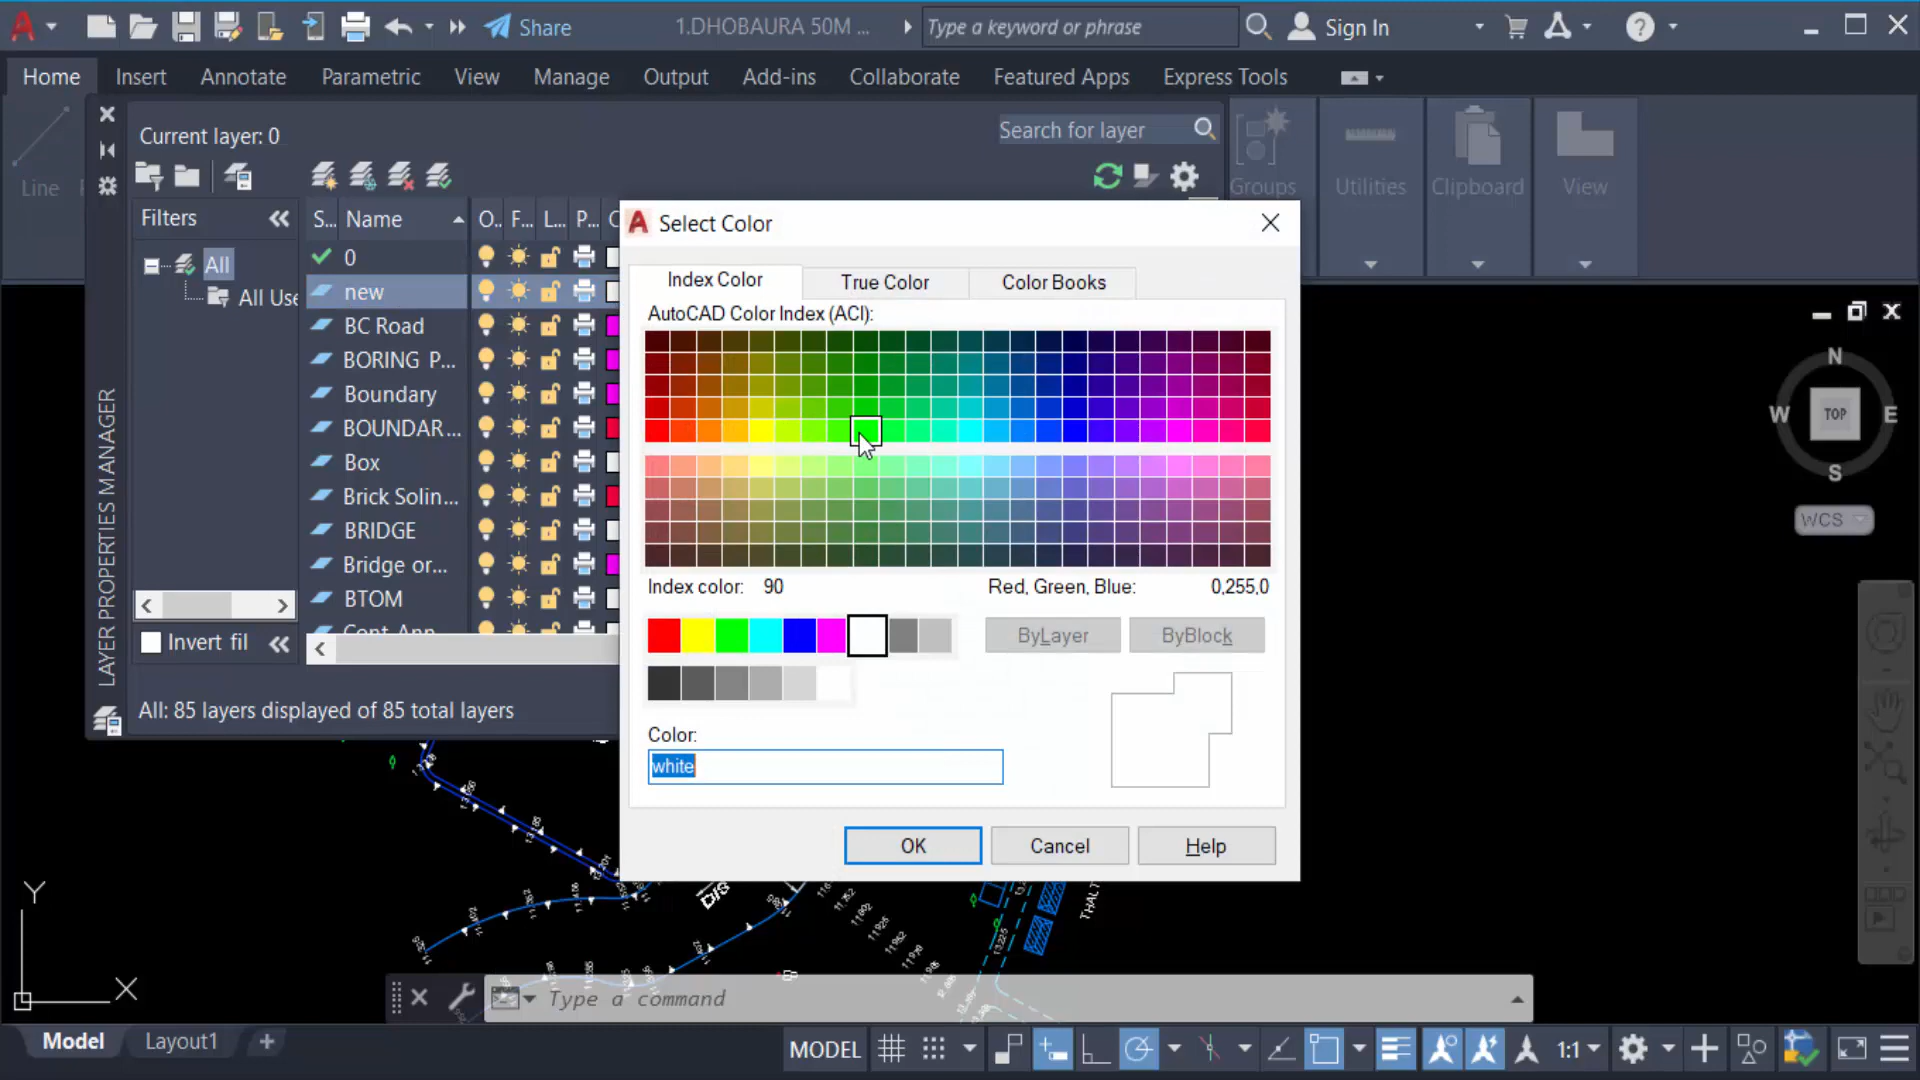 Share
1.DHOBAURA 50M ...
Type a keyword or phrase
Sign In
Home
Insert
Annotate
Parametric
View
Manage
Output
Add-ins
Collaborate
Featured Apps
Express Tools
Line
Groups
Utilities
Clipboard
View
Current layer: 0
Search for layer
Filters
S...
Name
O.
F...
L...
P...
All
All Use
0
new
BC Road
BORING P...
Boundary
BOUNDAR...
Box
Brick Solin...
BRIDGE
Bridge or...
BTOM
Invert fil
All: 85 layers displayed of 85 total layers
LAYER PROPERTIES MANAGER
Select Color
Index Color
True Color
Color Books
AutoCAD Color Index (ACI):
Index color: 90
Red, Green, Blue: 0,255,0
ByLayer
ByBlock
Color:
white
OK
Cancel
Help
N
W
TOP
E
S
WCS
Y
X
Type a command
Model
Layout1
MODEL
1:1